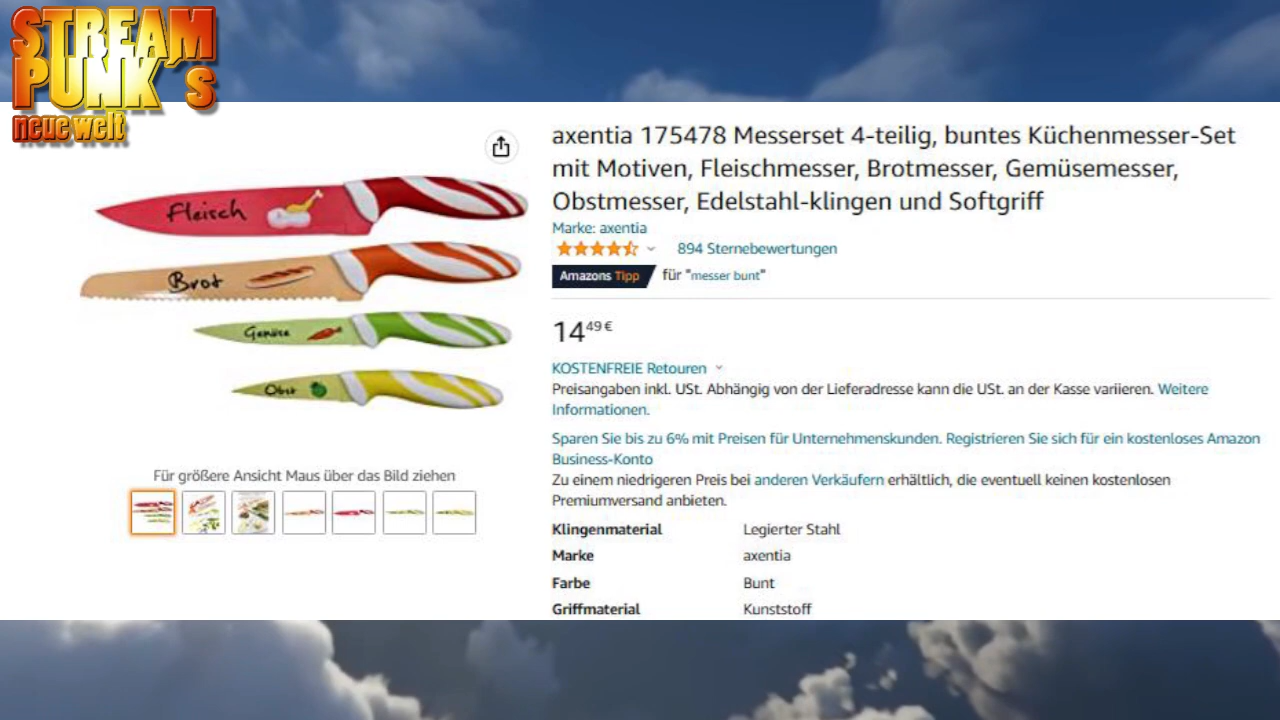 STREAM
PUNK´s
neue welt
axentia 175478 Messerset 4-teilig, buntes Küchenmesser-Set
mit Motiven, Fleischmesser, Brotmesser, Gemüsemesser,
Obstmesser, Edelstahl-klingen und Softgriff
Marke: axentia
894 Sternebewertungen
Amazons Tipp für "messer bunt"
14 49 €
KOSTENFREIE Retouren
Preisangaben inkl. USt. Abhängig von der Lieferadresse kann die USt. an der Kasse variieren. Weitere
Informationen.
Sparen Sie bis zu 6% mit Preisen für Unternehmenskunden. Registrieren Sie sich für ein kostenloses Amazon
Business-Konto
Zu einem niedrigeren Preis bei anderen Verkäufern erhältlich, die eventuell keinen kostenlosen
Premiumversand anbieten.
Klingenmaterial Legierter Stahl
Marke axentia
Farbe Bunt
Griffmaterial Kunststoff
Fleisch
Brot
Gemüse
Obst
Für größere Ansicht Maus über das Bild ziehen